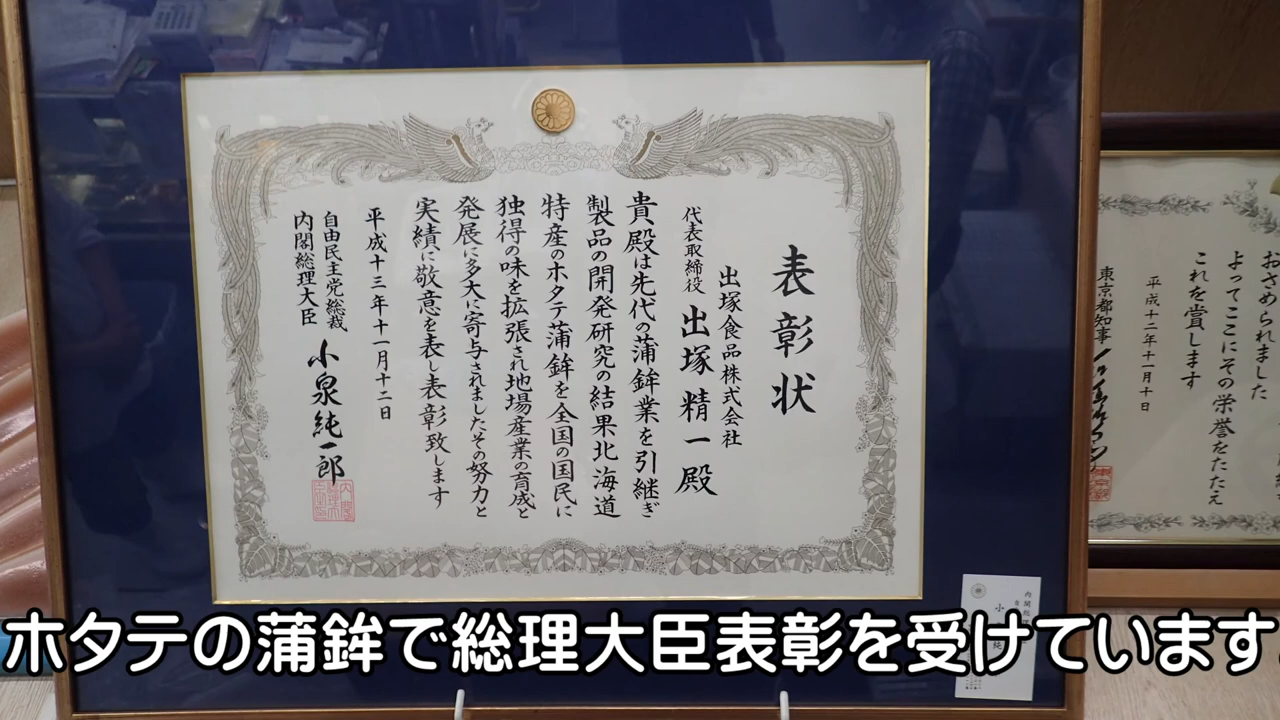 表彰状
出塚食品株式会社
代表取締役 出塚精一殿
貴殿は先代の蒲鉾業を引継ぎ
製品の開発研究の結果北海道
特産のホタテ蒲鉾を全国の国民に
独得の味を拡張され地場産業の育成と
発展に多大に寄与されましたその努力と
実績に敬意を表し表彰致します
平成十三年十一月十二日
自由民主党総裁
内閣総理大臣 小泉純一郎
おさめられました
よってここにその栄誉をたたえ
これを賞します
平成十二年十一月十日
東京都知事
ホタテの蒲鉾で総理大臣表彰を受けています。